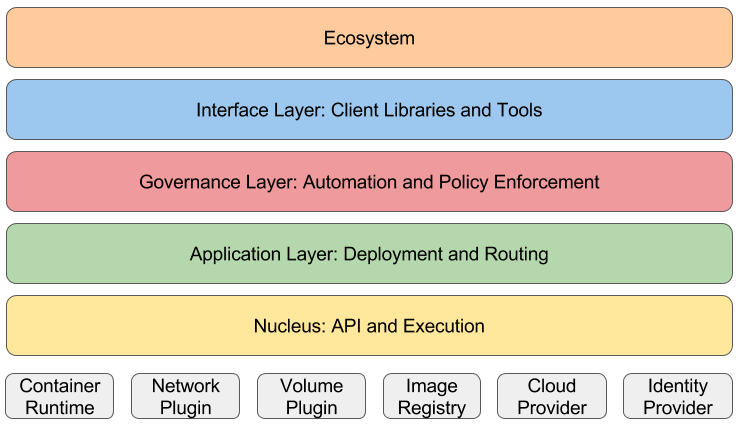 Ecosystem
Interface Layer: Client Libraries and Tools
Governance Layer: Automation and Policy Enforcement
Application Layer: Deployment and Routing
Nucleus: API and Execution
Container
Runtime
Network
Plugin
Volume
Plugin
Image
Registry
Cloud
Provider
Identity
Provider